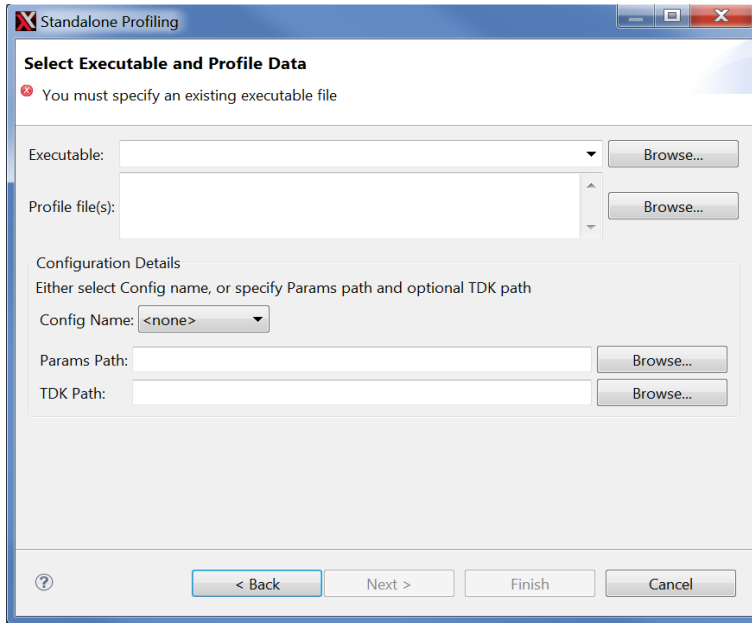 Standalone Profiling
Select Executable and Profile Data
You must specify an existing executable file
Executable:
Browse...
Profile file(s):
Browse...
Configuration Details
Either select Config name, or specify Params path and optional TDK path
Config Name: <none>
Params Path:
Browse...
TDK Path:
Browse...
< Back
Next >
Finish
Cancel